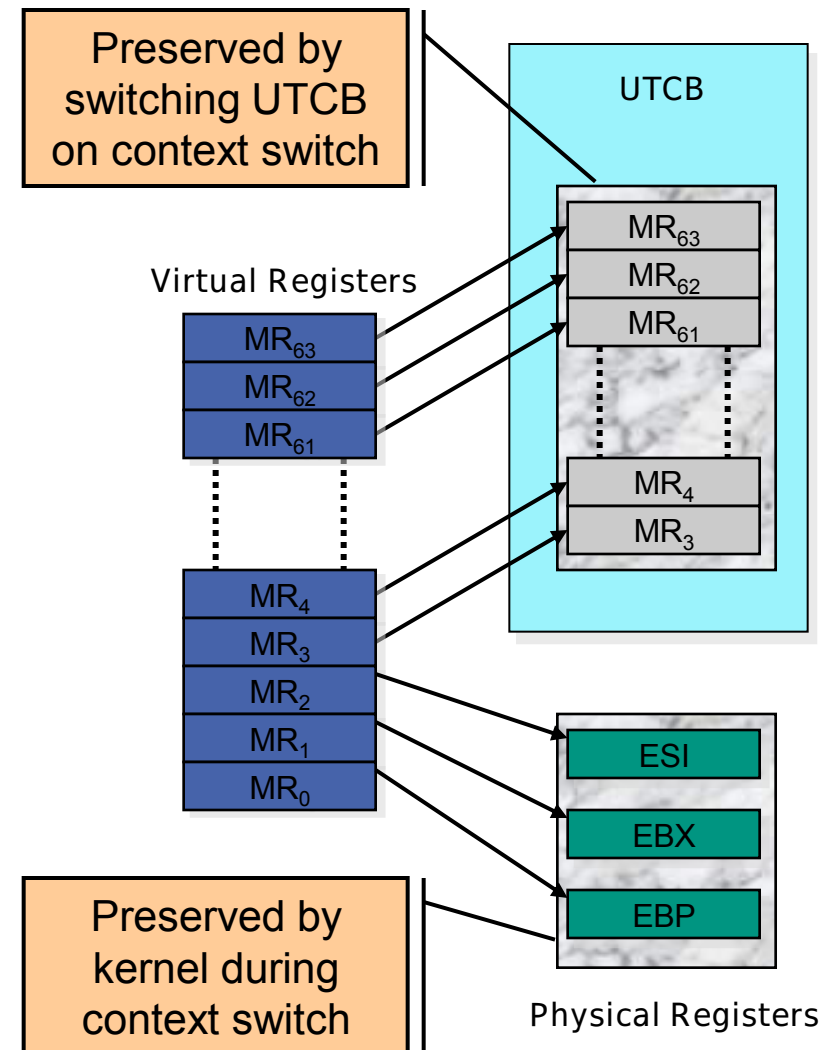 Preserved by
switching UTCB
on context switch
UTCB
MR63
MR62
MR61
MR4
MR3
Virtual Registers
MR63
MR62
MR61
MR4
MR3
MR2
MR1
MR0
ESI
EBX
EBP
Physical Registers
Preserved by
kernel during
context switch